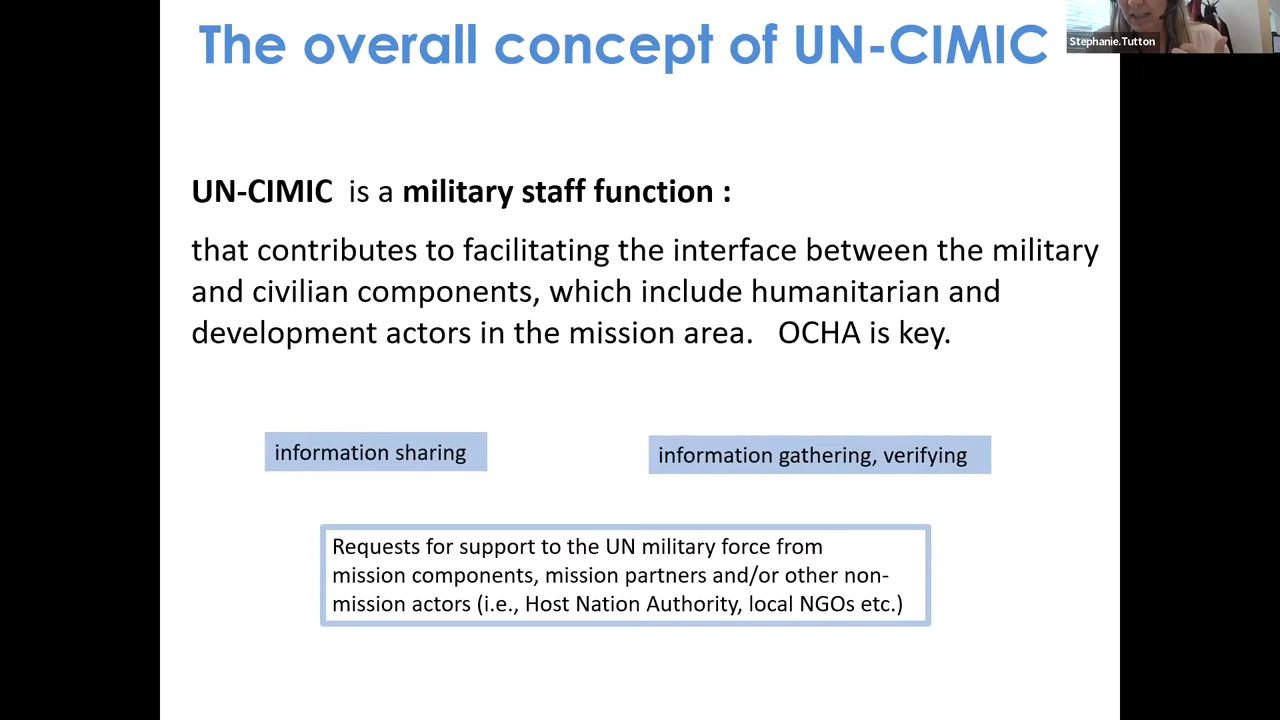 The overall concept of UN-CIMIC
Stephanie.Tutton
UN-CIMIC is a military staff function :
that contributes to facilitating the interface between the military
and civilian components, which include humanitarian and
development actors in the mission area. OCHA is key.
information sharing
information gathering, verifying
Requests for support to the UN military force from
mission components, mission partners and/or other non-
mission actors (i.e., Host Nation Authority, local NGOs etc.)